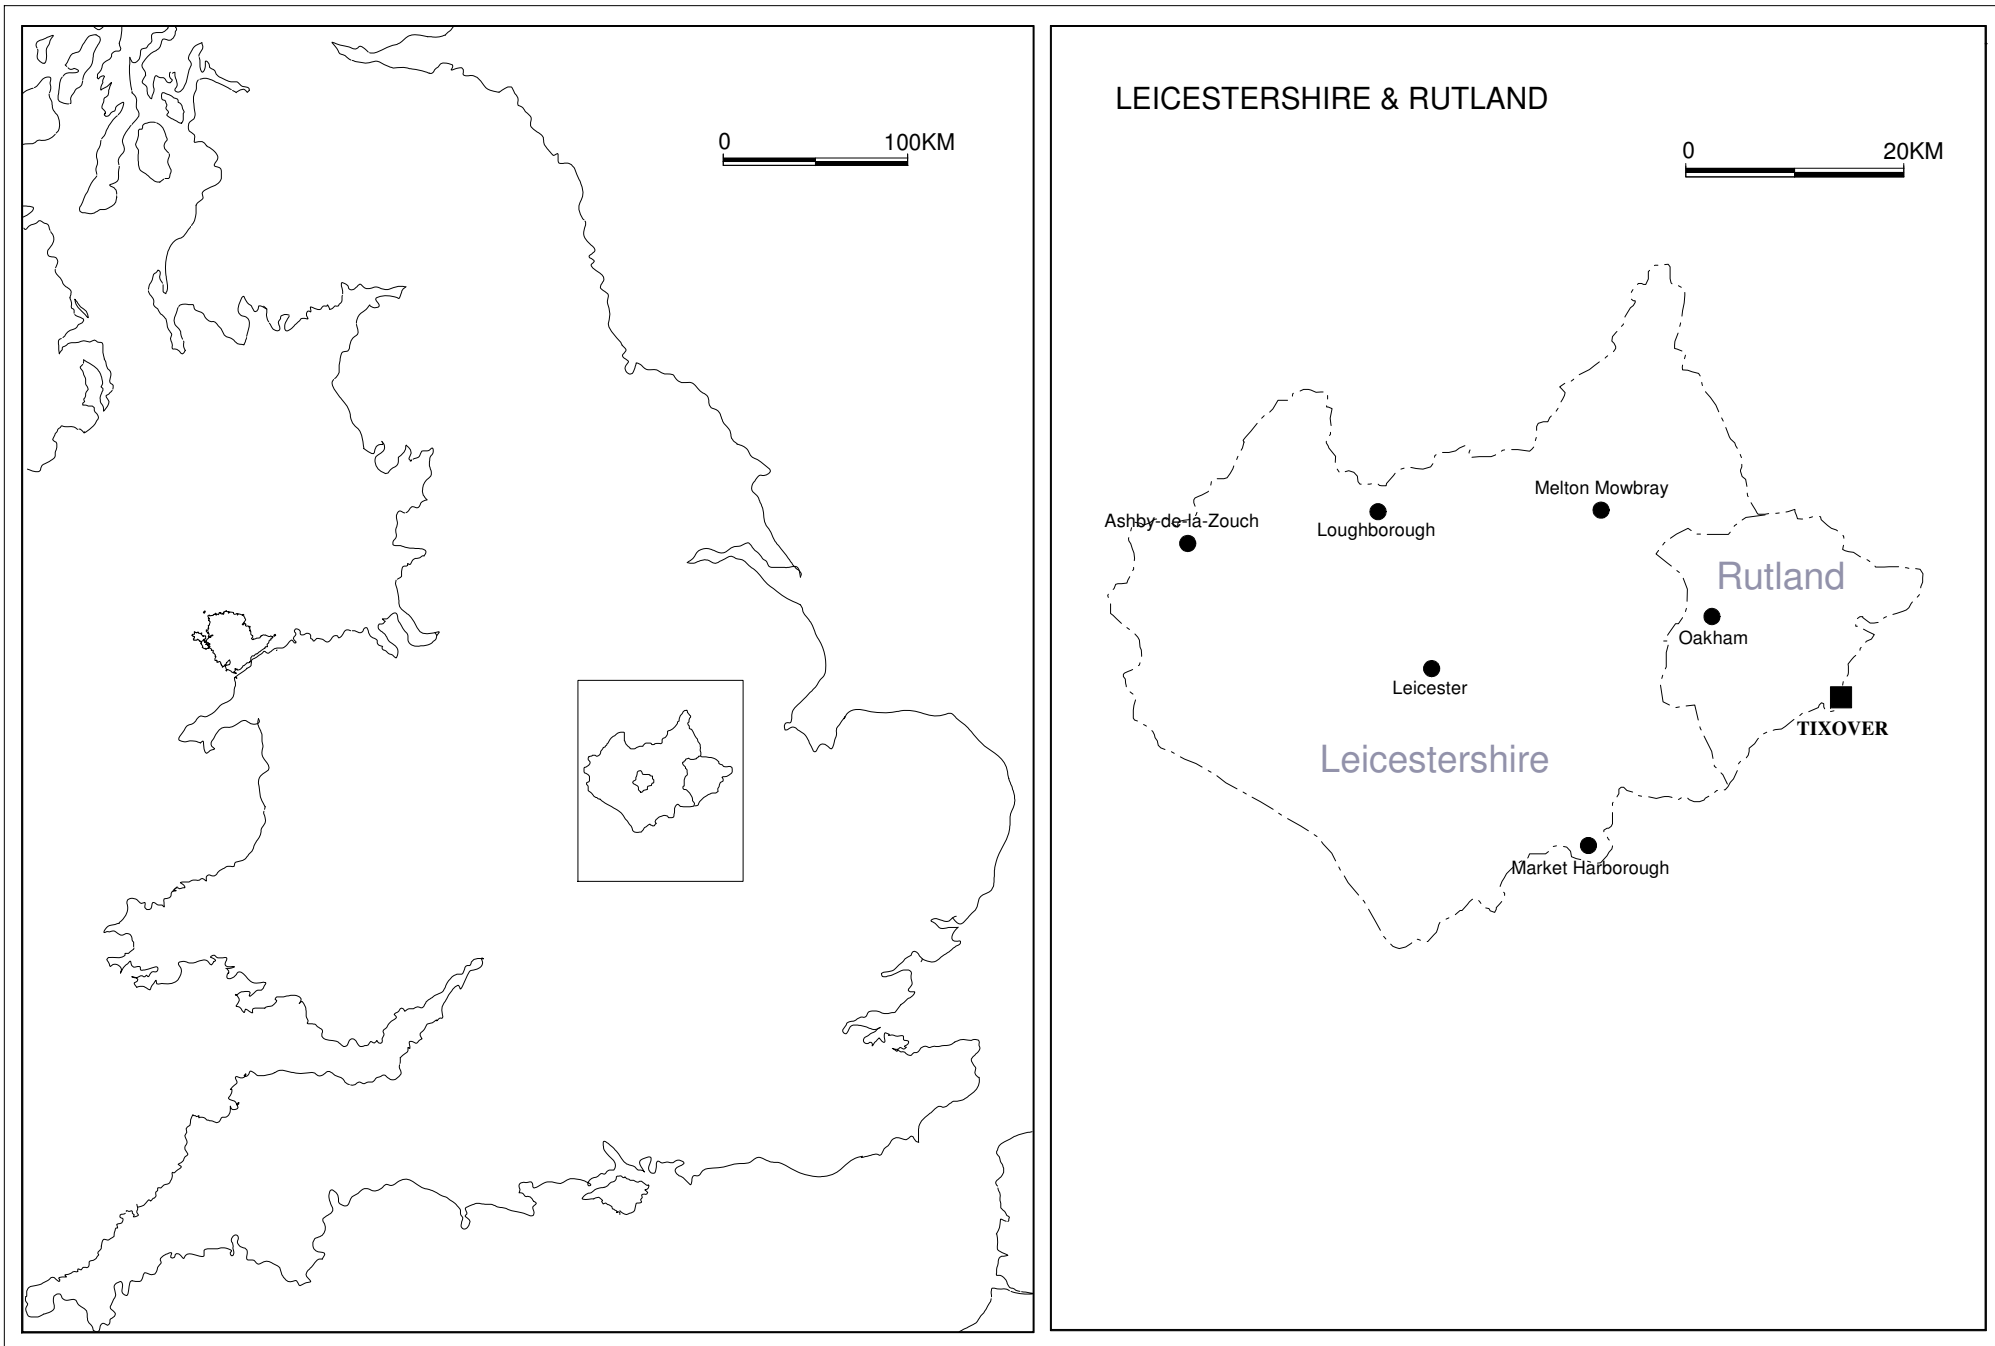 0 100KM
LEICESTERSHIRE & RUTLAND
0 20KM
Melton Mowbray
Ashby-de-la-Zouch
Loughborough
Rutland
Oakham
Leicester
TIXOVER
Leicestershire
Market Harborough